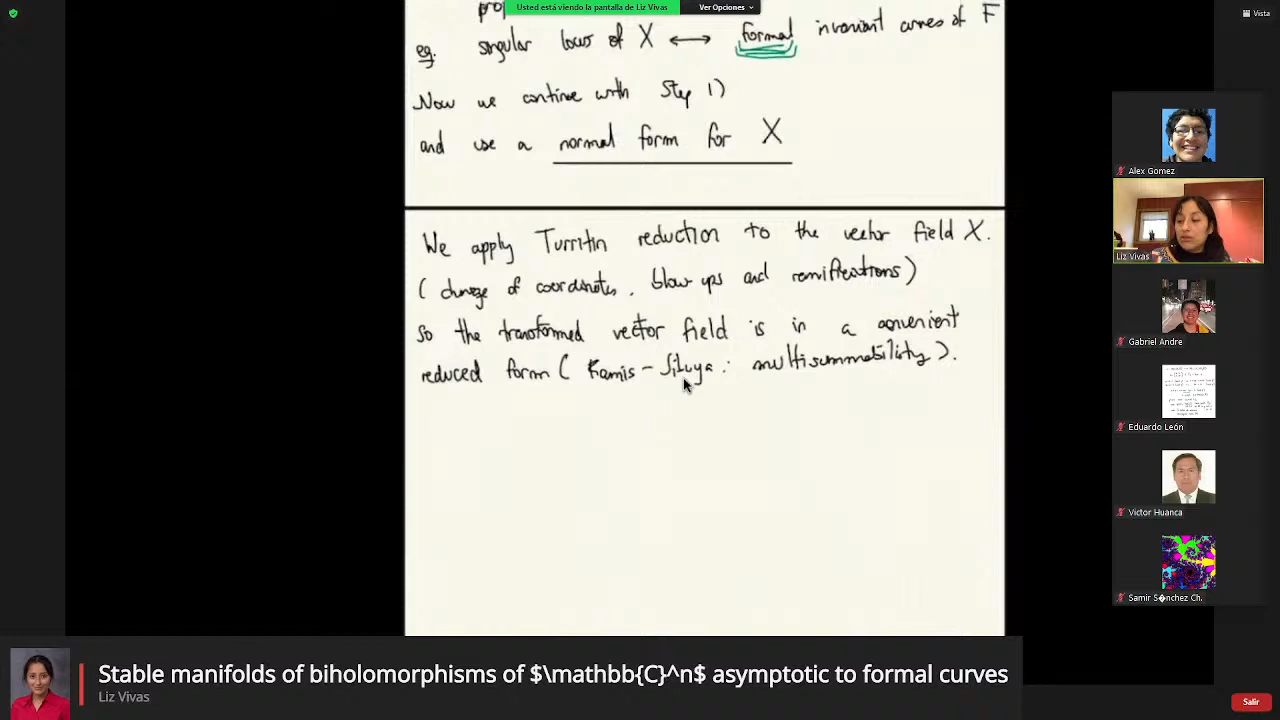 Usted está viendo la pantalla de Liz Vivas
Ver Opciones
Vista
eg. singular locus of X ↔ formal invariant curves of F
Now we continue with Step 1)
and use a normal form for X
We apply Turritin reduction to the vector field X.
( change of coordinates, blow-ups and ramifications )
so the transformed vector field is in a convenient
reduced form ( Ramis - Sibuya : multisummability ).
Alex Gomez
Liz Vivas
Gabriel Andre
Eduardo León
Victor Huanca
Samir S�nchez Ch.
Stable manifolds of biholomorphisms of $\mathbb{C}^n$ asymptotic to formal curves
Liz Vivas
Salir